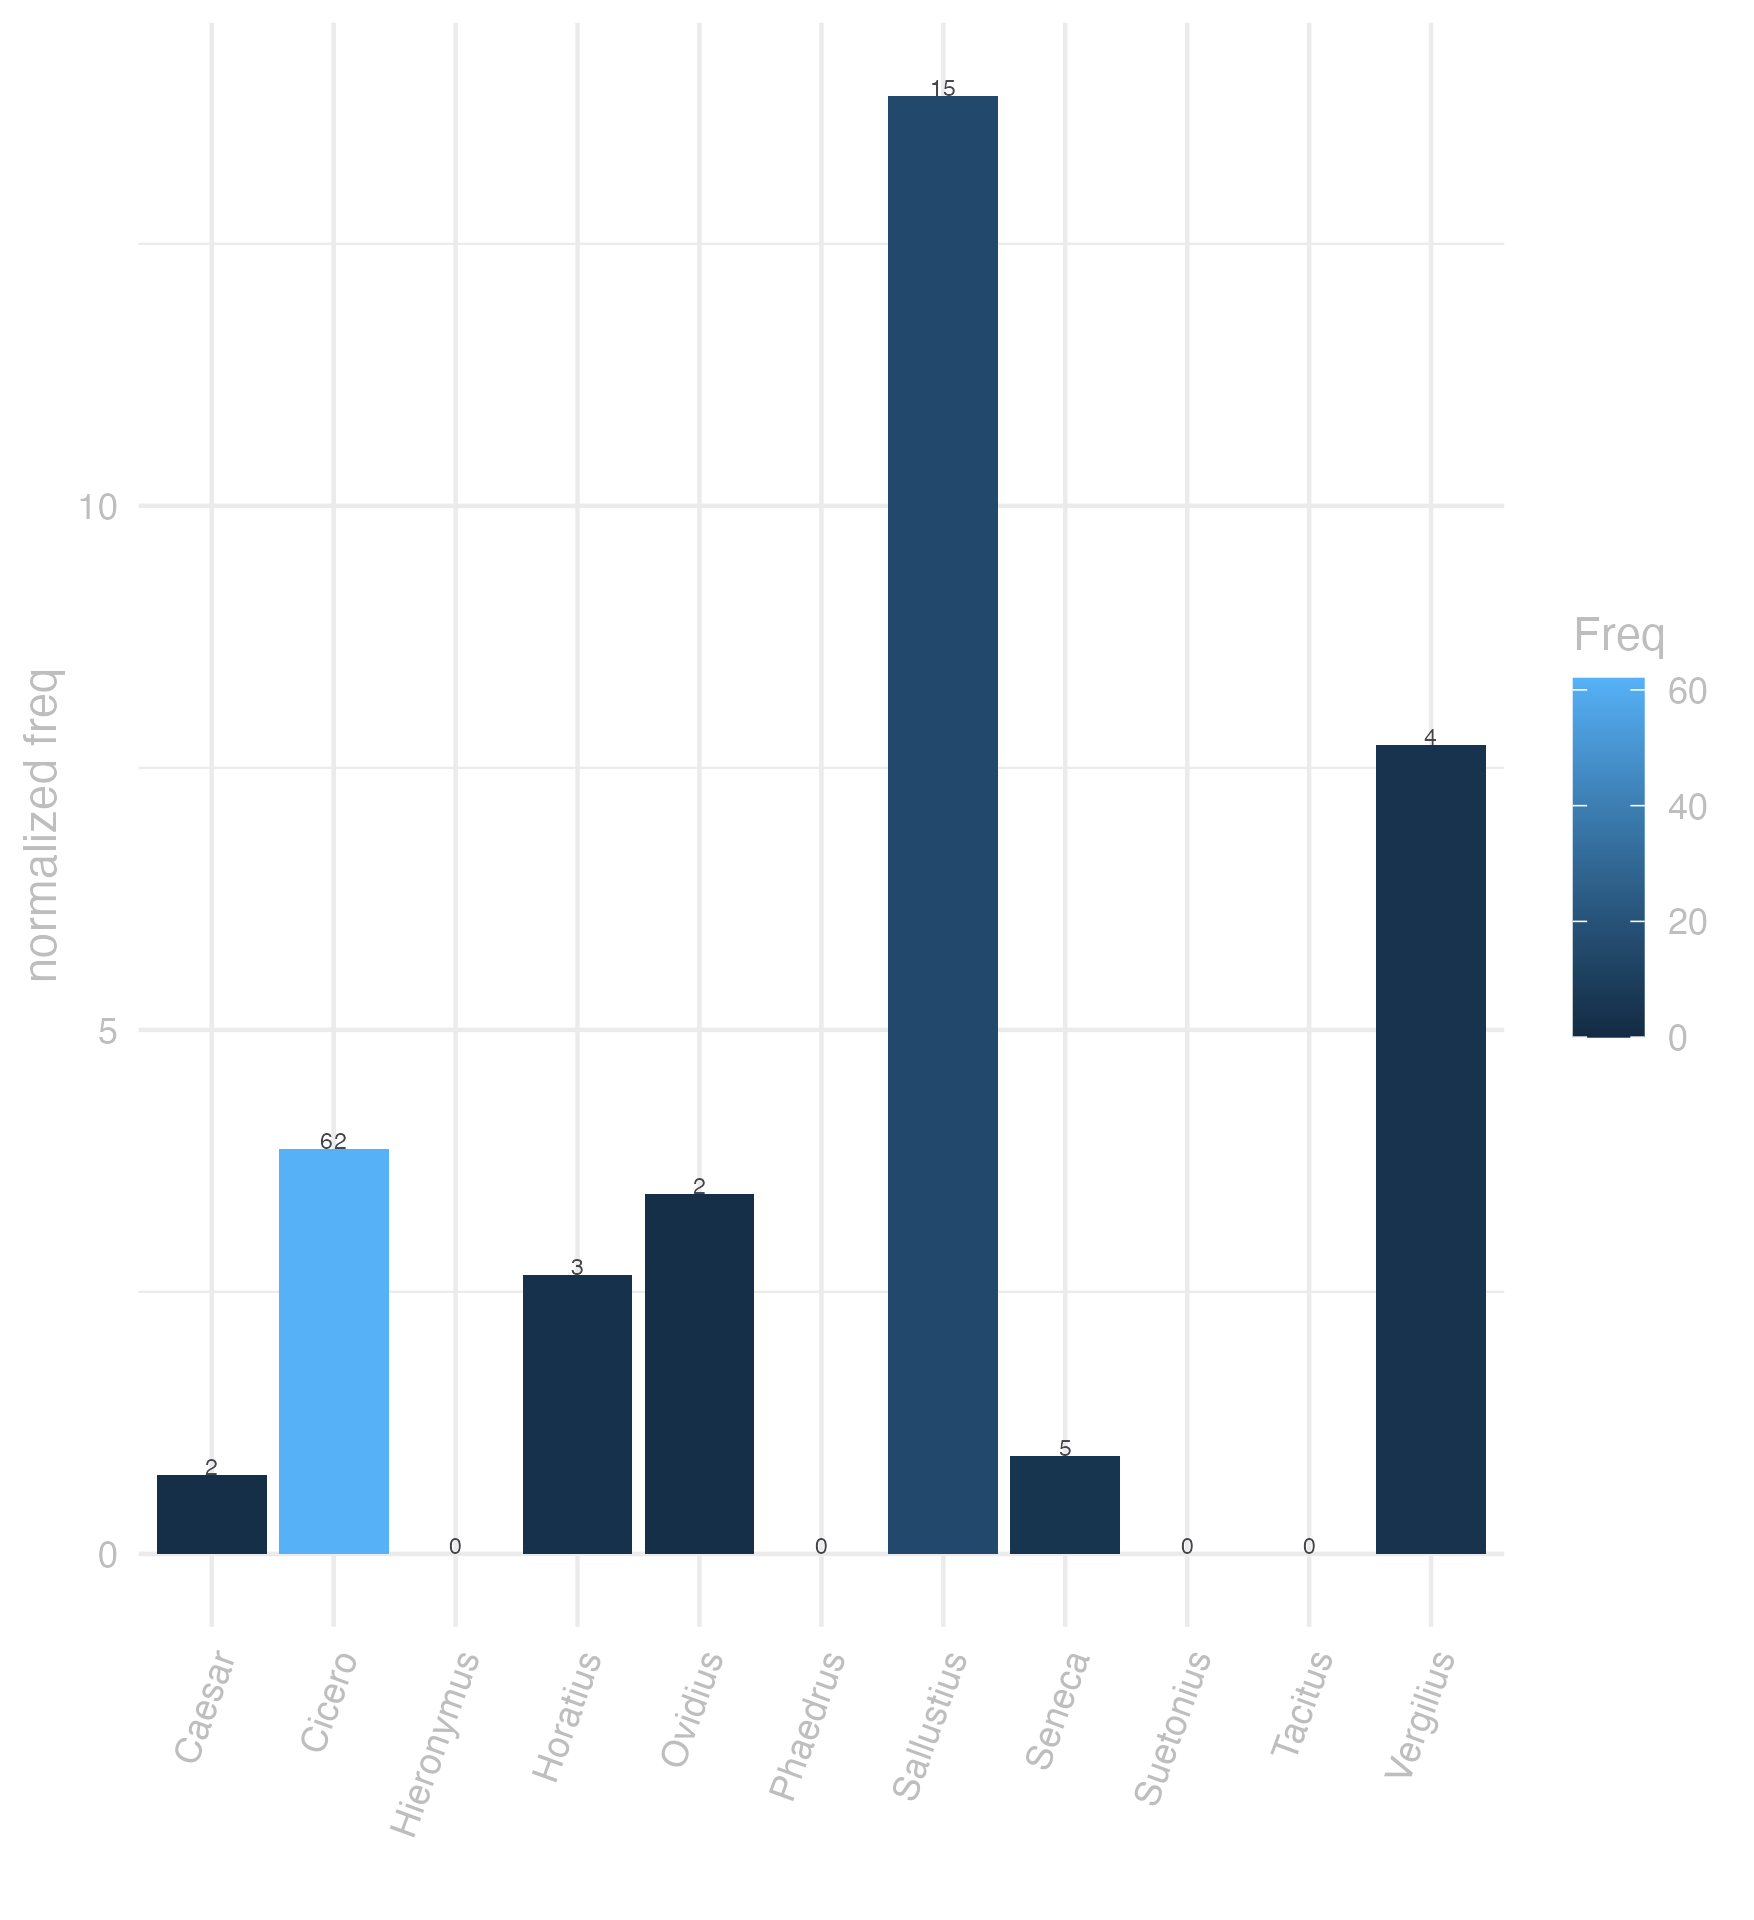 15
10
Freq
60
4
40
normalized freq
20
5
0
62
2
3
5
2
0
0
0
0
0
Caesar
Cicero
Hieronymus
Horatius
Ovidius
Phaedrus
Sallustius
Seneca
Suetonius
Tacitus
Vergilius